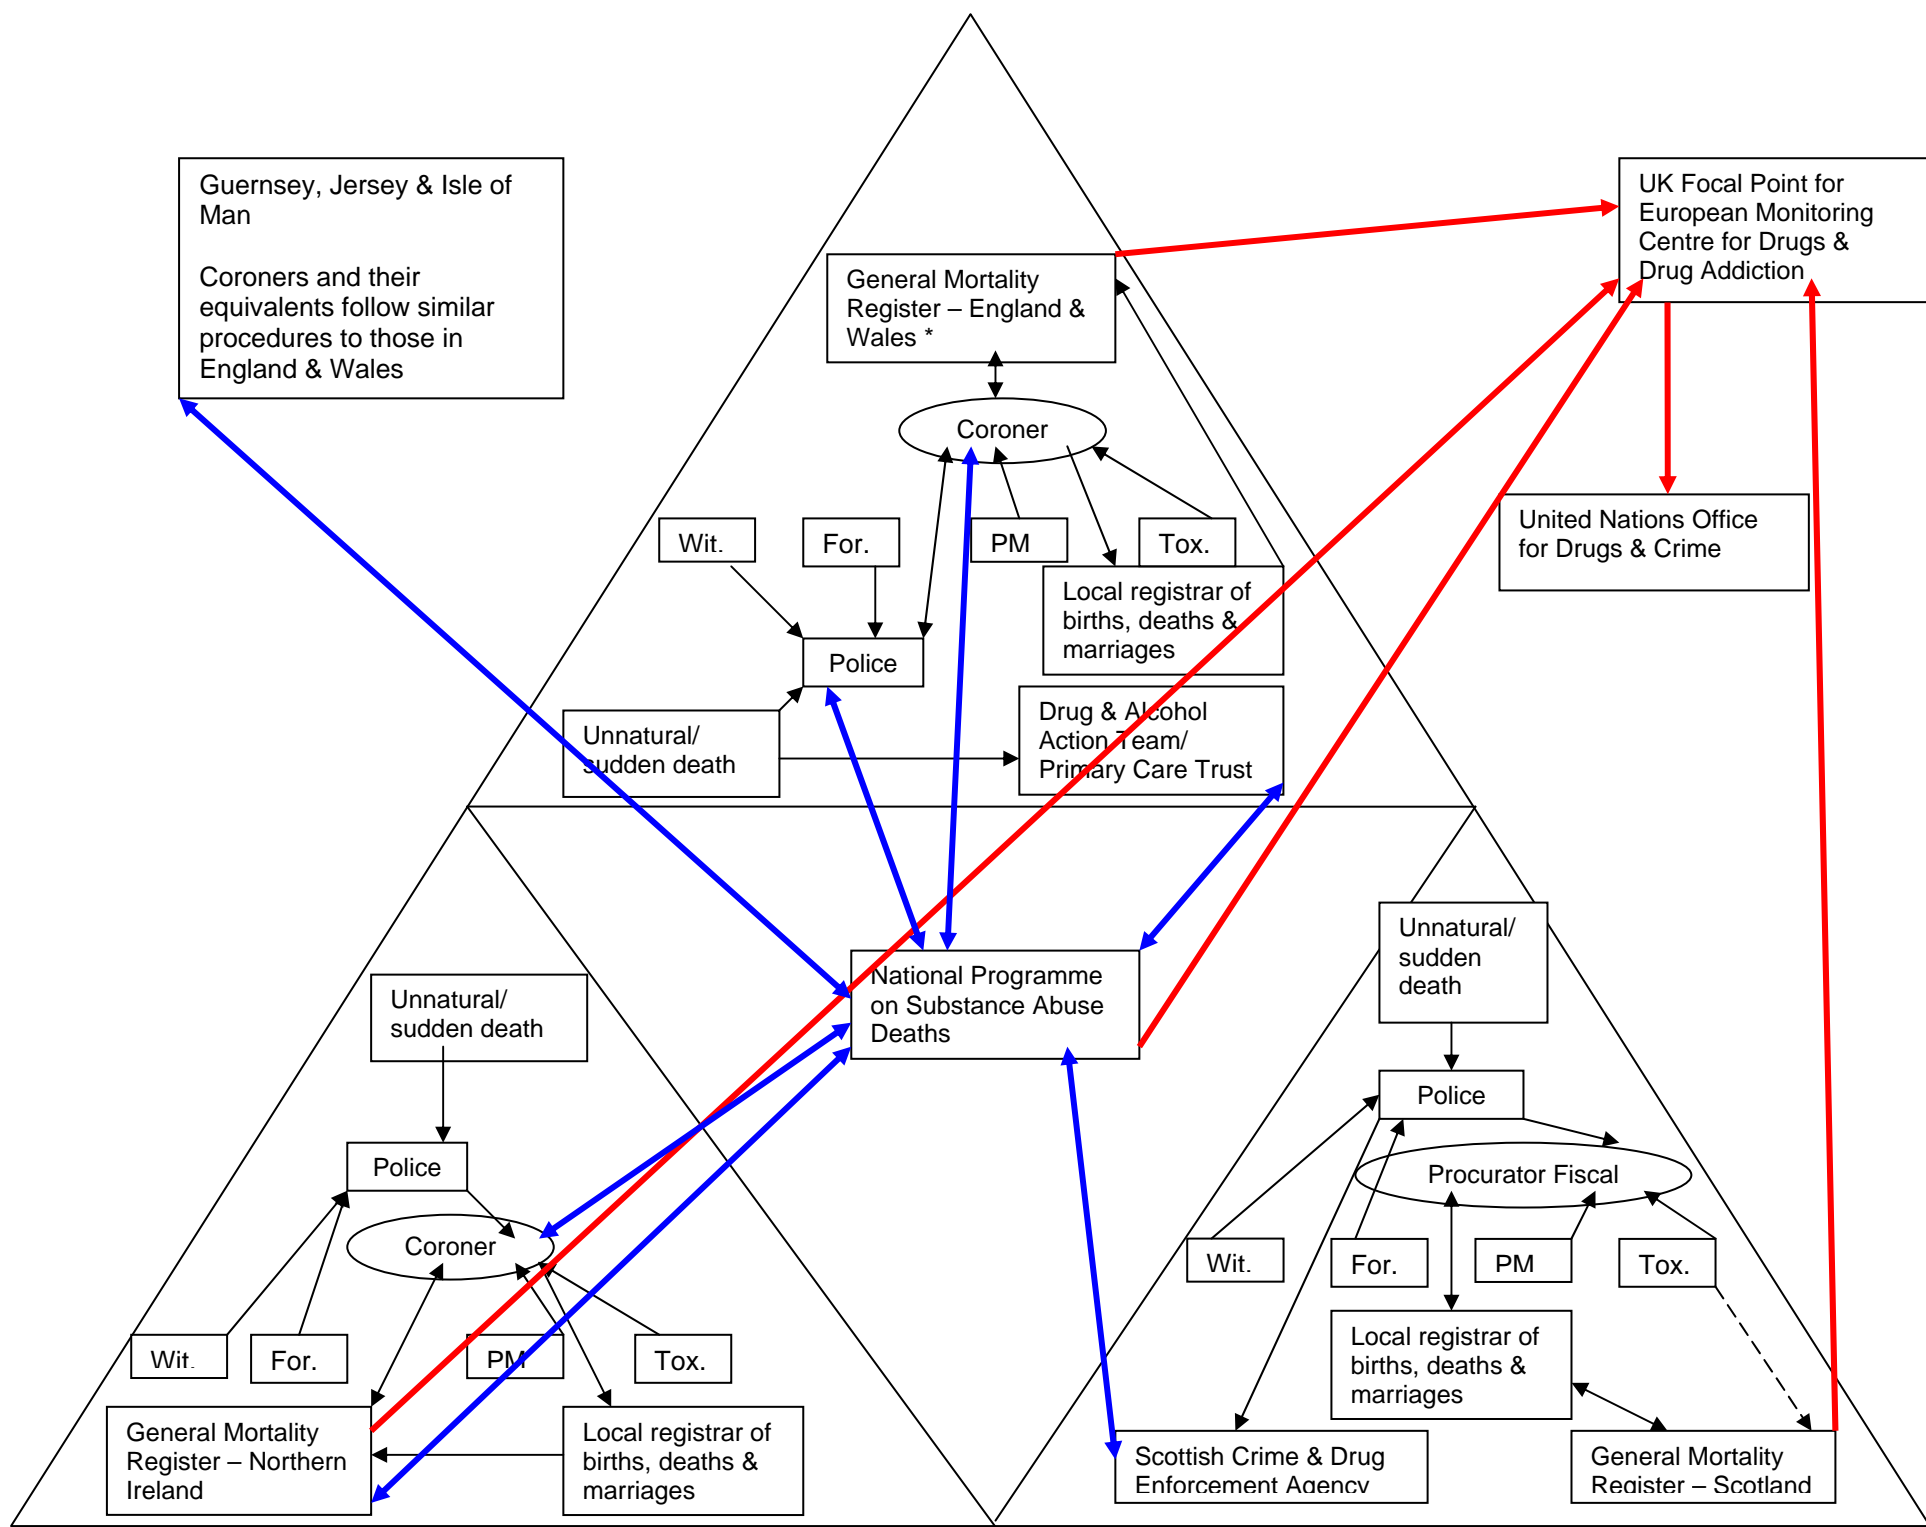 Guernsey, Jersey & Isle of
Man
Coroners and their
equivalents follow similar
procedures to those in
England & Wales
UK Focal Point for
European Monitoring
Centre for Drugs &
Drug Addiction
General Mortality
Register – England &
Wales *
Coroner
United Nations Office
for Drugs & Crime
Wit.
For.
PM
Tox.
Local registrar of
births, deaths &
marriages
Police
Unnatural/
sudden death
Drug & Alcohol
Action Team/
Primary Care Trust
National Programme
on Substance Abuse
Deaths
Unnatural/
sudden death
Police
Coroner
Wit.
For.
PM
Tox.
General Mortality
Register – Northern
Ireland
Local registrar of
births, deaths &
marriages
Unnatural/
sudden
death
Police
Procurator Fiscal
Wit.
For.
PM
Tox.
Local registrar of
births, deaths &
marriages
Scottish Crime & Drug
Enforcement Agency
General Mortality
Register – Scotland